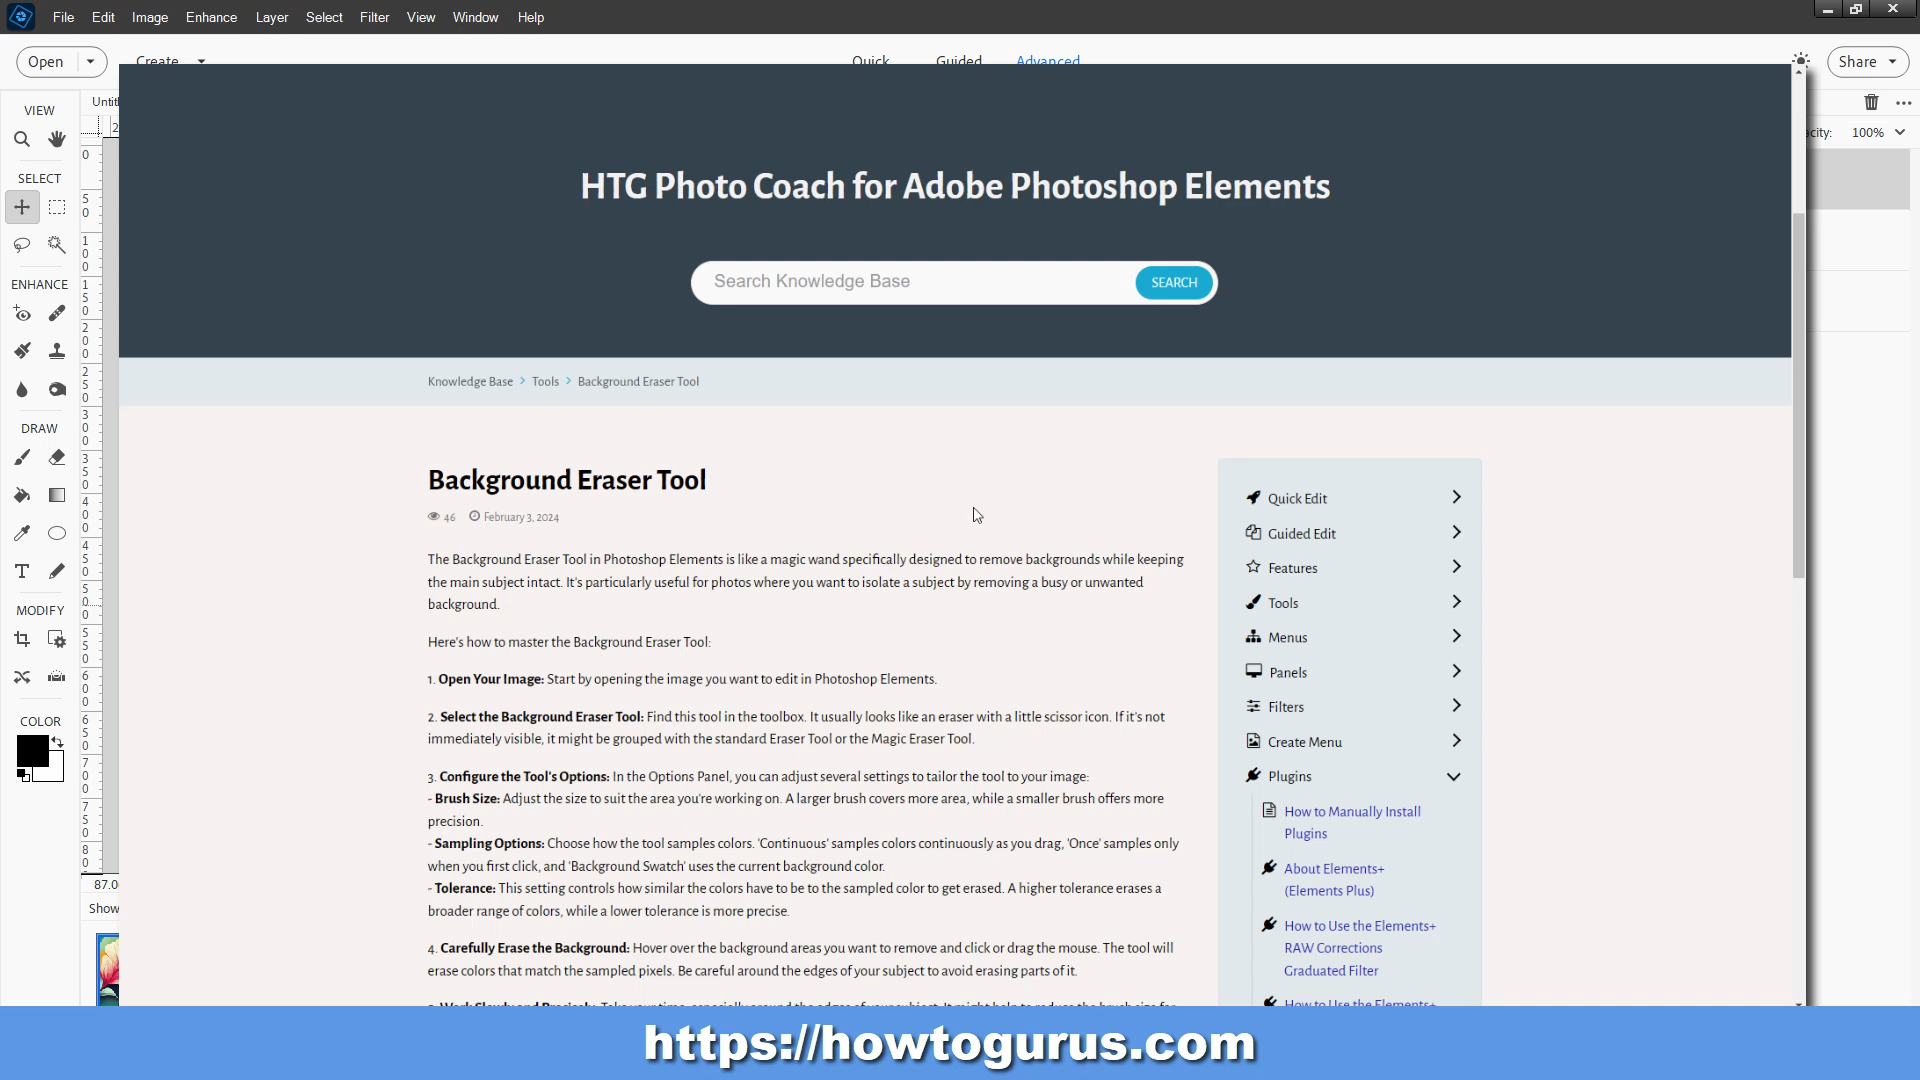 File Edit Image Enhance Layer Select Filter View Window Help
Open Create Quick Guided Advanced Share
VIEW
SELECT
ENHANCE
DRAW
MODIFY
COLOR
100%
87.0
Show
HTG Photo Coach for Adobe Photoshop Elements
Search Knowledge Base SEARCH
Knowledge Base > Tools > Background Eraser Tool
Background Eraser Tool
46 February 3, 2024
The Background Eraser Tool in Photoshop Elements is like a magic wand specifically designed to remove backgrounds while keeping
the main subject intact. It's particularly useful for photos where you want to isolate a subject by removing a busy or unwanted
background.
Here's how to master the Background Eraser Tool:
1. Open Your Image: Start by opening the image you want to edit in Photoshop Elements.
2. Select the Background Eraser Tool: Find this tool in the toolbox. It usually looks like an eraser with a little scissor icon. If it's not
immediately visible, it might be grouped with the standard Eraser Tool or the Magic Eraser Tool.
3. Configure the Tool's Options: In the Options Panel, you can adjust several settings to tailor the tool to your image:
- Brush Size: Adjust the size to suit the area you're working on. A larger brush covers more area, while a smaller brush offers more
precision.
- Sampling Options: Choose how the tool samples colors. 'Continuous' samples colors continuously as you drag, 'Once' samples only
when you first click, and 'Background Swatch' uses the current background color.
- Tolerance: This setting controls how similar the colors have to be to the sampled color to get erased. A higher tolerance erases a
broader range of colors, while a lower tolerance is more precise.
4. Carefully Erase the Background: Hover over the background areas you want to remove and click or drag the mouse. The tool will
erase colors that match the sampled pixels. Be careful around the edges of your subject to avoid erasing parts of it.
Quick Edit
Guided Edit
Features
Tools
Menus
Panels
Filters
Create Menu
Plugins
How to Manually Install
Plugins
About Elements+
(Elements Plus)
How to Use the Elements+
RAW Corrections
Graduated Filter
How to Use the Elements+
https://howtogurus.com